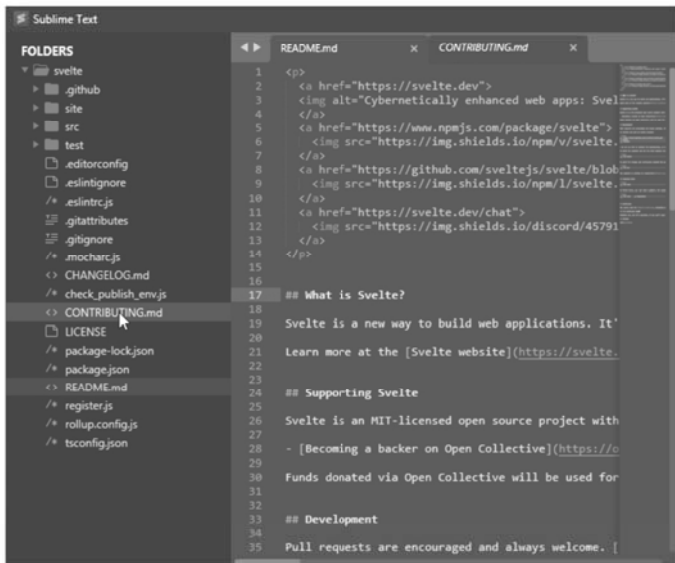 Sublime Text
FOLDERS
svelte
.github
site
src
test
.editorconfig
.eslintignore
.eslintrc.js
.gitattributes
.gitignore
.mocharc.js
CHANGELOG.md
check_publish_env.js
CONTRIBUTING.md
LICENSE
package-lock.json
package.json
README.md
register.js
rollup.config.js
tsconfig.json
README.md × CONTRIBUTING.md ×
1 <p>
2 <a href="https://svelte.dev">
3 <img alt="Cybernetically enhanced web apps: Svel
4 </a>
5 <a href="https://www.npmjs.com/package/svelte">
6 <img src="https://img.shields.io/npm/v/svelte.
7 </a>
8 <a href="https://github.com/sveltejs/svelte/blob
9 <img src="https://img.shields.io/npm/l/svelte.
10 </a>
11 <a href="https://svelte.dev/chat">
12 <img src="https://img.shields.io/discord/45791
13 </a>
14 </p>
15
16
17 ## What is Svelte?
18
19 Svelte is a new way to build web applications. It'
20
21 Learn more at the [Svelte website](https://svelte.
22
23
24 ## Supporting Svelte
25
26 Svelte is an MIT-licensed open source project with
27
28 - [Becoming a backer on Open Collective](https://o
29
30 Funds donated via Open Collective will be used for
31
32
33 ## Development
34
35 Pull requests are encouraged and always welcome. [